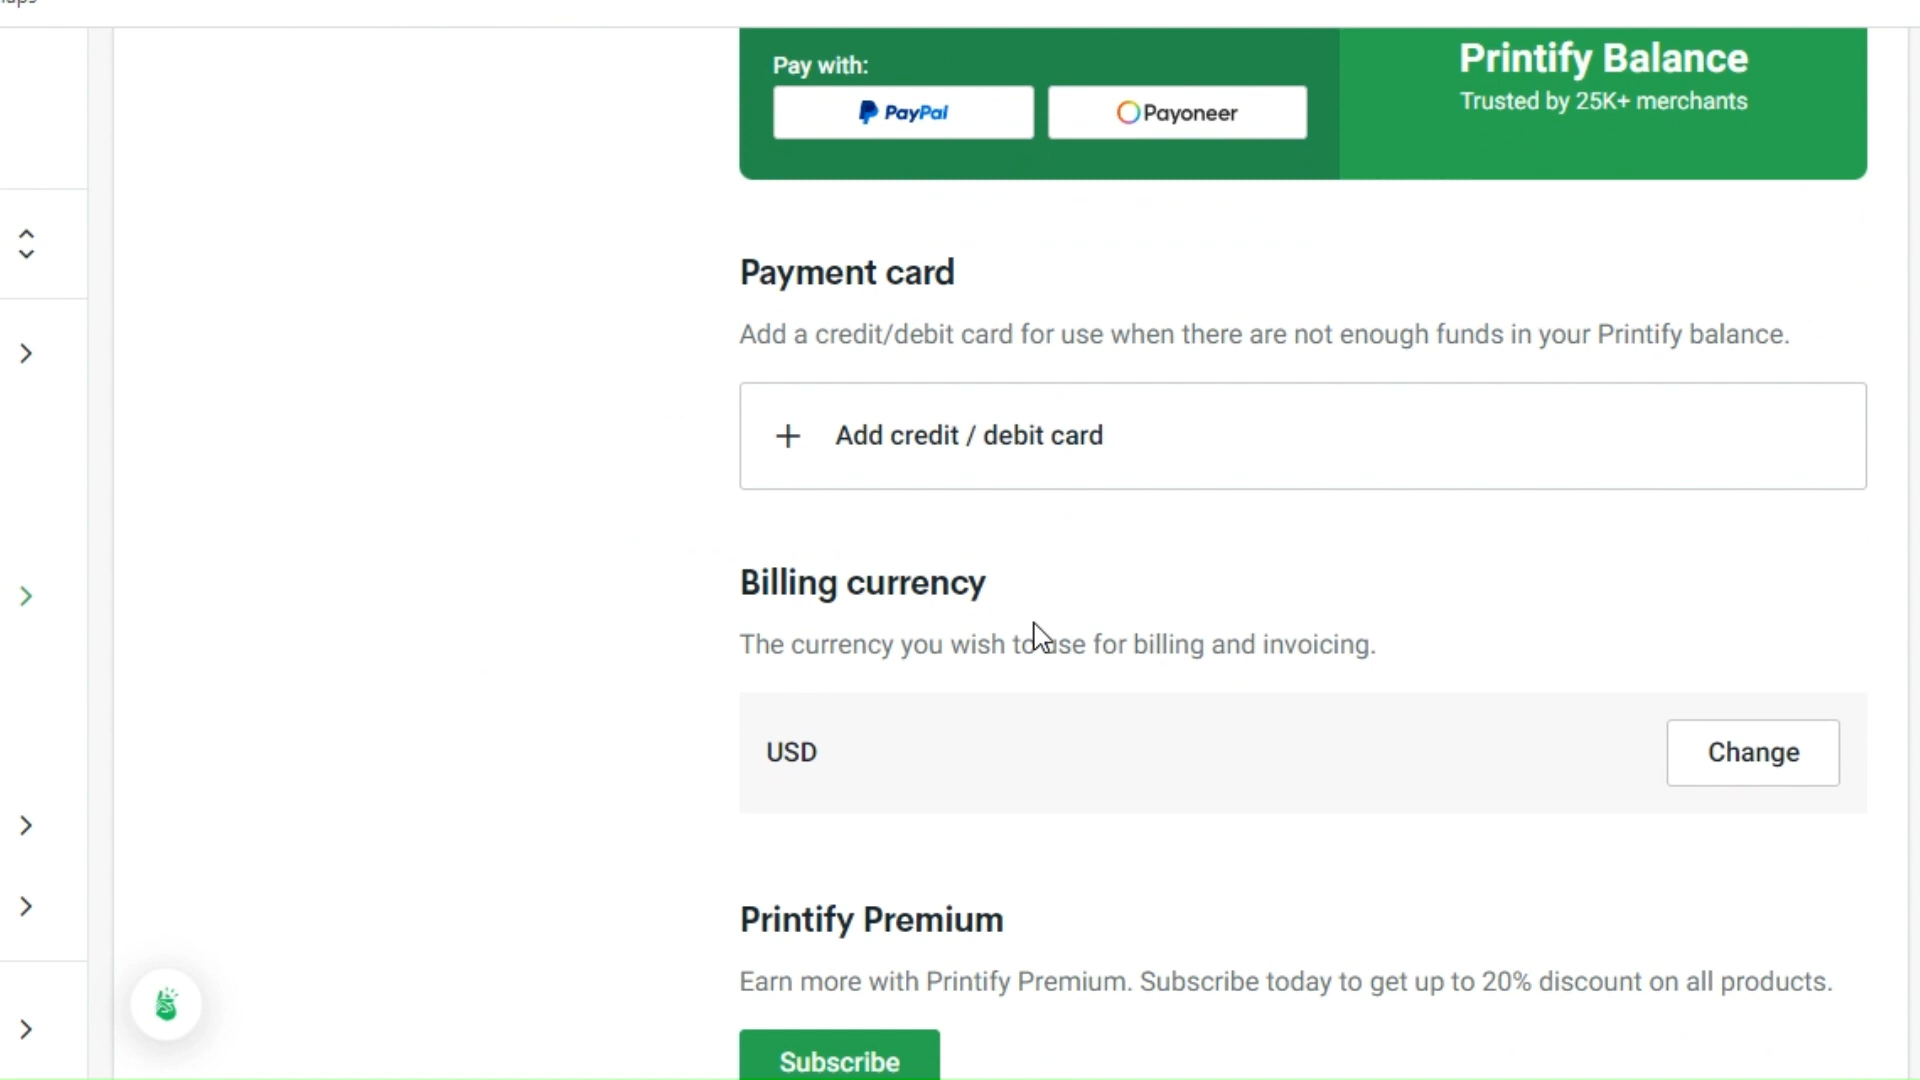 Pay with:
PayPal
Payoneer
Printify Balance
Trusted by 25K+ merchants
Payment card
Add a credit/debit card for use when there are not enough funds in your Printify balance.
Add credit / debit card
Billing currency
The currency you wish to use for billing and invoicing.
USD
Change
Printify Premium
Earn more with Printify Premium. Subscribe today to get up to 20% discount on all products.
Subscribe